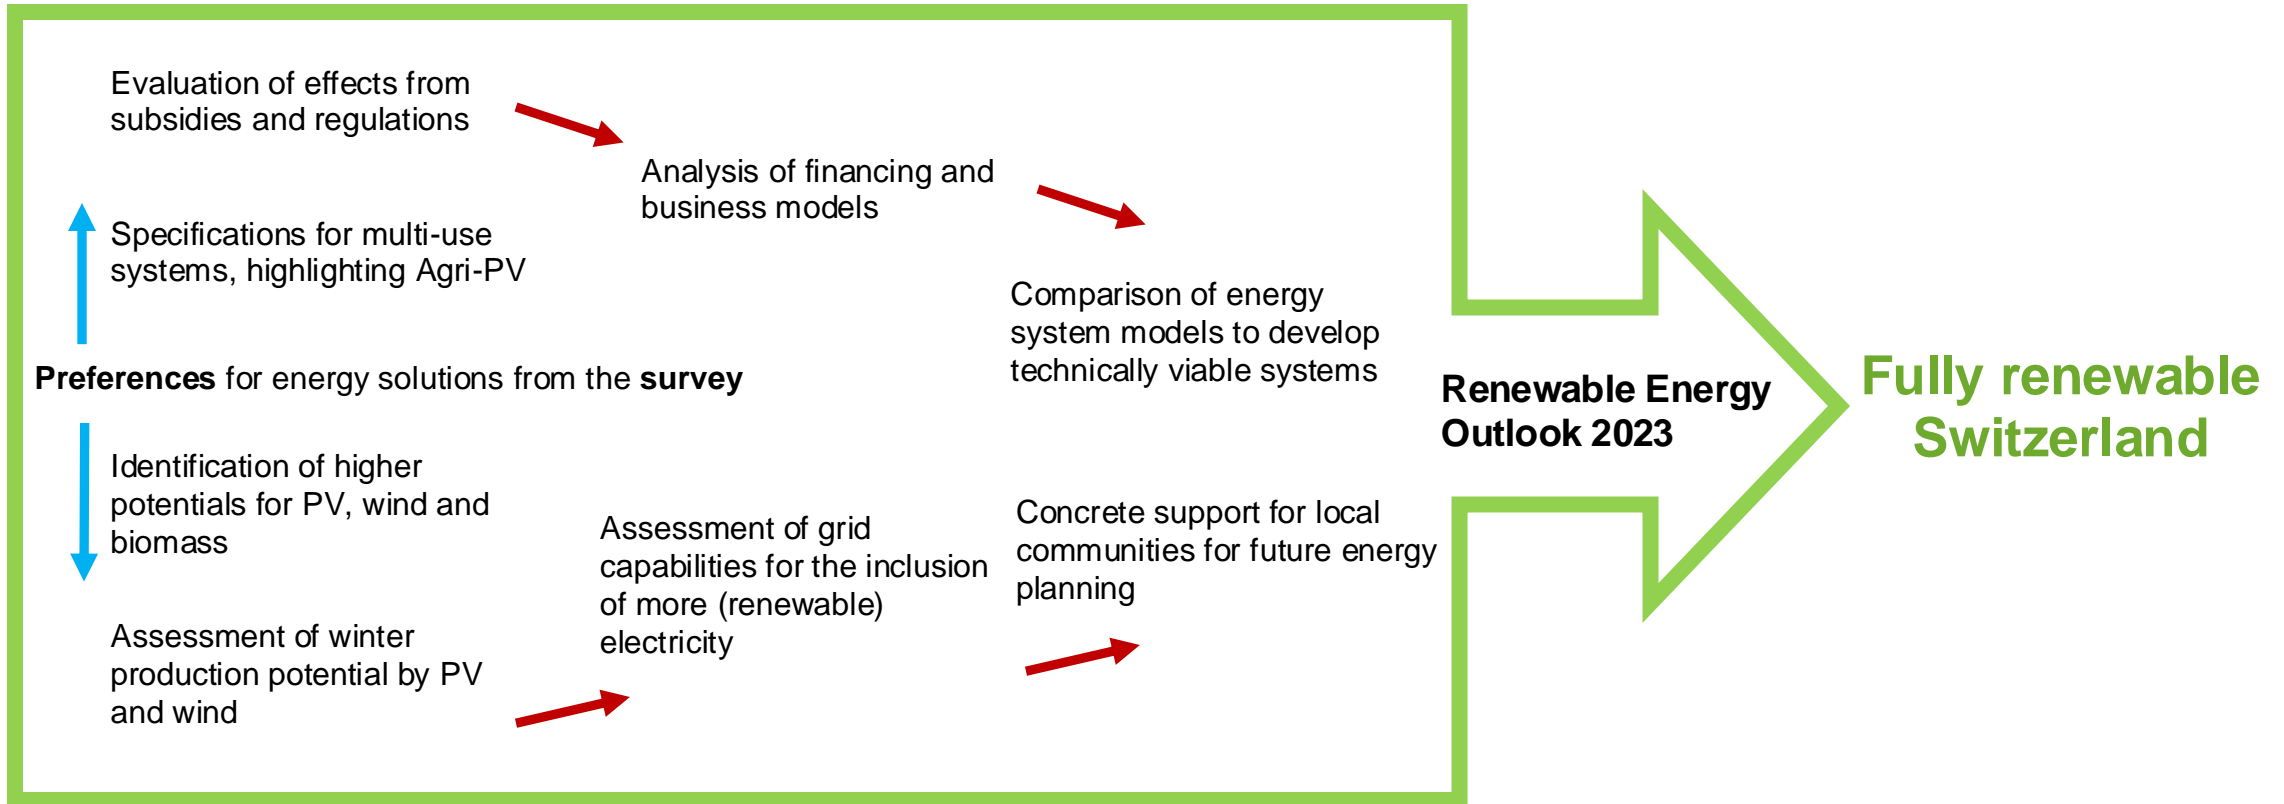 Evaluation of effects from
subsidies and regulations
Analysis of financing and
business models
Specifications for multi-use
systems, highlighting Agri-PV
Comparison of energy
system models to develop
technically viable systems
Preferences for energy solutions from the survey
Renewable Energy
Outlook 2023
Fully renewable
Switzerland
Identification of higher
potentials for PV, wind and
biomass
Assessment of grid
capabilities for the inclusion
of more (renewable)
electricity
Concrete support for local
communities for future energy
planning
Assessment of winter
production potential by PV
and wind